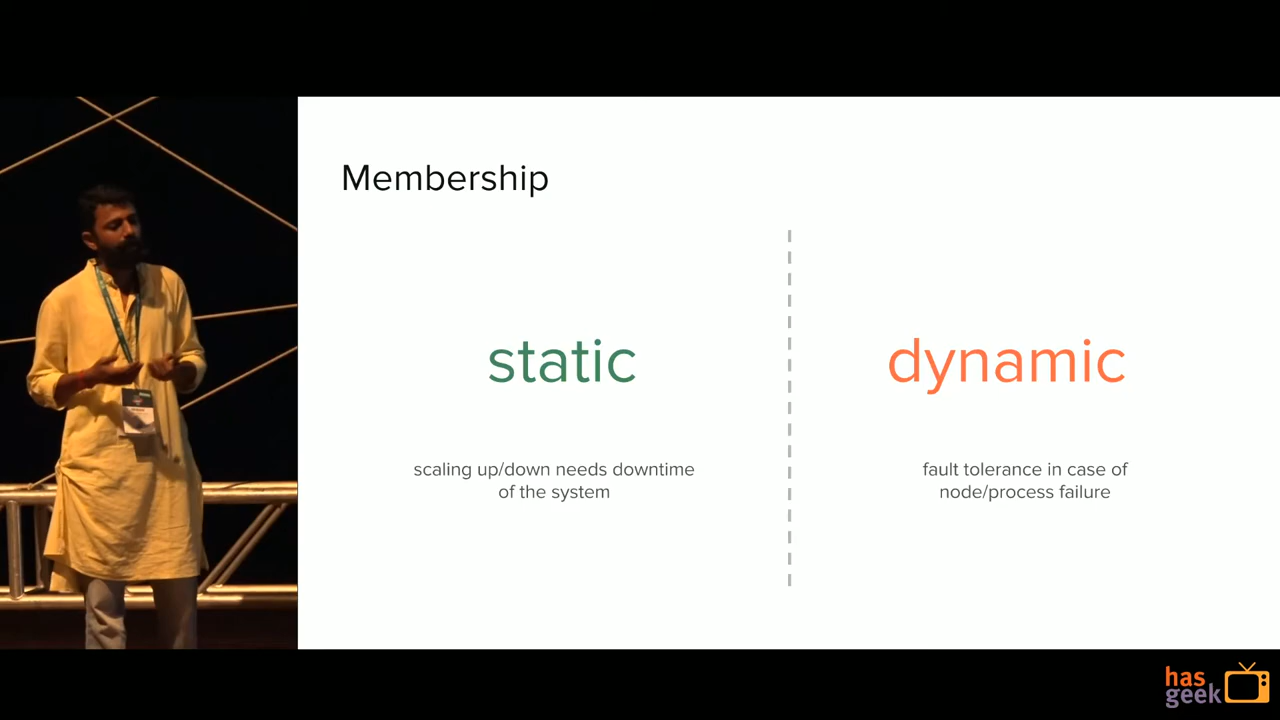 Membership
static
scaling up/down needs downtime
of the system
dynamic
fault tolerance in case of
node/process failure
has
geek